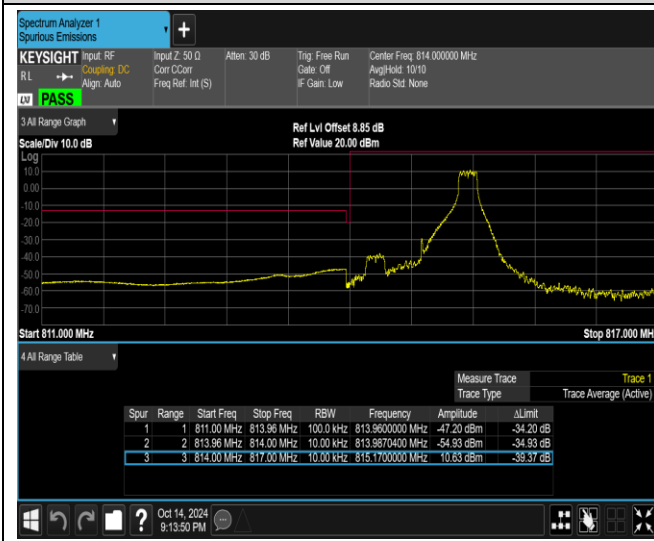 Spectrum Analyzer 1
Spurious Emissions
+
KEYSIGHT Input: RF Input Z: 50 Ω Atten: 30 dB Trig: Free Run Center Freq: 814.000000 MHz
RL Coupling: DC Corr CCorr Gate: Off Avg|Hold: 10/10
Align: Auto Freq Ref: Int (S) IF Gain: Low Radio Std: None
LXI PASS
3 All Range Graph
Ref Lvl Offset 8.85 dB
Scale/Div 10.0 dB Ref Value 20.00 dBm
Log
10.0
0.00
-10.0
-20.0
-30.0
-40.0
-50.0
-60.0
-70.0
Start 811.000 MHz Stop 817.000 MH
4 All Range Table
Measure Trace Trace 1
Trace Type Trace Average (Active)
Spur Range Start Freq Stop Freq RBW Frequency Amplitude ΔLimit
1 1 811.00 MHz 813.96 MHz 100.0 kHz 813.9600000 MHz -47.20 dBm -34.20 dB
2 2 813.96 MHz 814.00 MHz 10.00 kHz 813.9870400 MHz -54.93 dBm -34.93 dB
3 3 814.00 MHz 817.00 MHz 10.00 kHz 815.1700000 MHz 10.63 dBm -39.37 dB
? Oct 14, 2024
9:13:50 PM